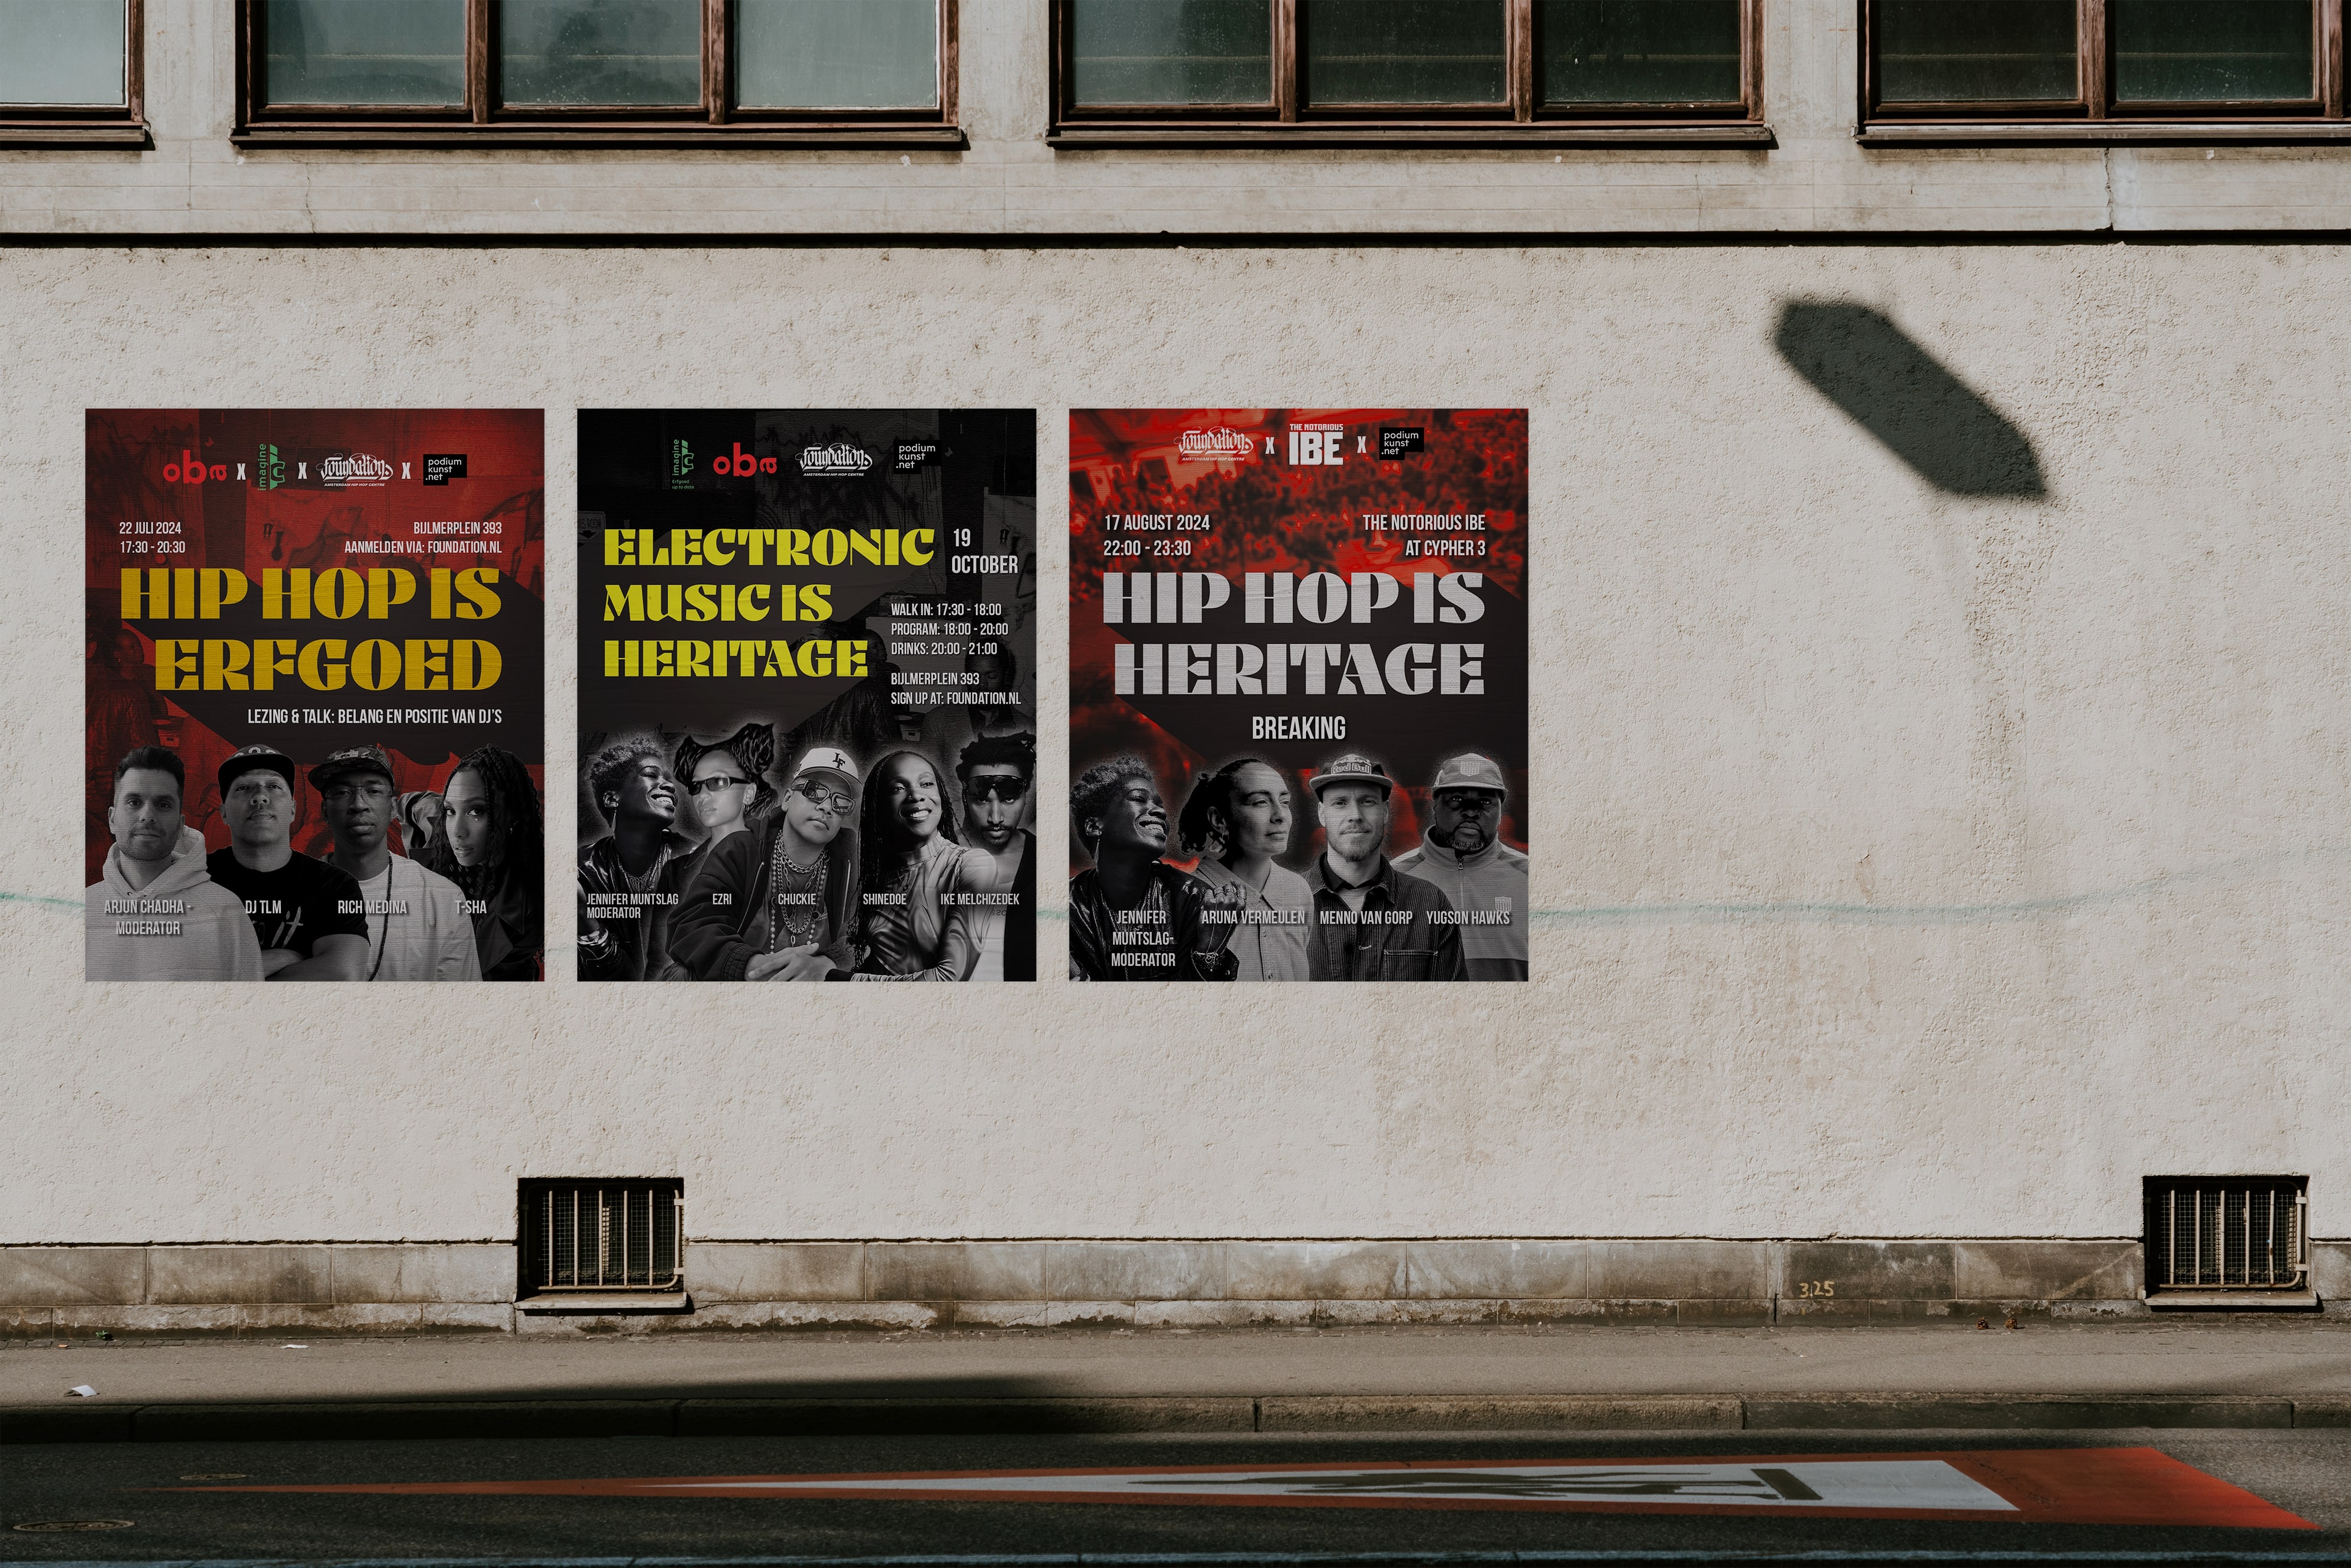 oba X imagine IC X Foundation X podium
AMSTERDAM HIP HOP CENTRE kunst
.net
22 JULI 2024
17:30 - 20:30
BIJLMERPLEIN 393
AANMELDEN VIA: FOUNDATION.NL
HIP HOP IS
ERFGOED
LEZING & TALK: BELANG EN POSITIE VAN DJ'S
ARJUN CHADHA -
MODERATOR
DJ TLM
RICH MEDINA
T-SHA
imagine IC
Erfgoed
up to date
oba
Foundation
AMSTERDAM HIP HOP CENTRE
podium
kunst
.net
ELECTRONIC
MUSIC IS
HERITAGE
19
OCTOBER
WALK IN: 17:30 - 18:00
PROGRAM: 18:00 - 20:00
DRINKS: 20:00 - 21:00
BIJLMERPLEIN 393
SIGN UP AT: FOUNDATION.NL
LF
JENNIFER MUNTSLAG
MODERATOR
EZRI
CHUCKIE
SHINEDOE
IKE MELCHIZEDEK
Foundation
AMSTERDAM HIP HOP CENTRE
X
THE NOTORIOUS
IBE
X
podium
kunst
.net
17 AUGUST 2024
22:00 - 23:30
THE NOTORIOUS IBE
AT CYPHER 3
HIP HOP IS
HERITAGE
BREAKING
JENNIFER
MUNTSLAG-
MODERATOR
ARUNA VERMEULEN
MENNO VAN GORP
YUGSON HAWKS
325